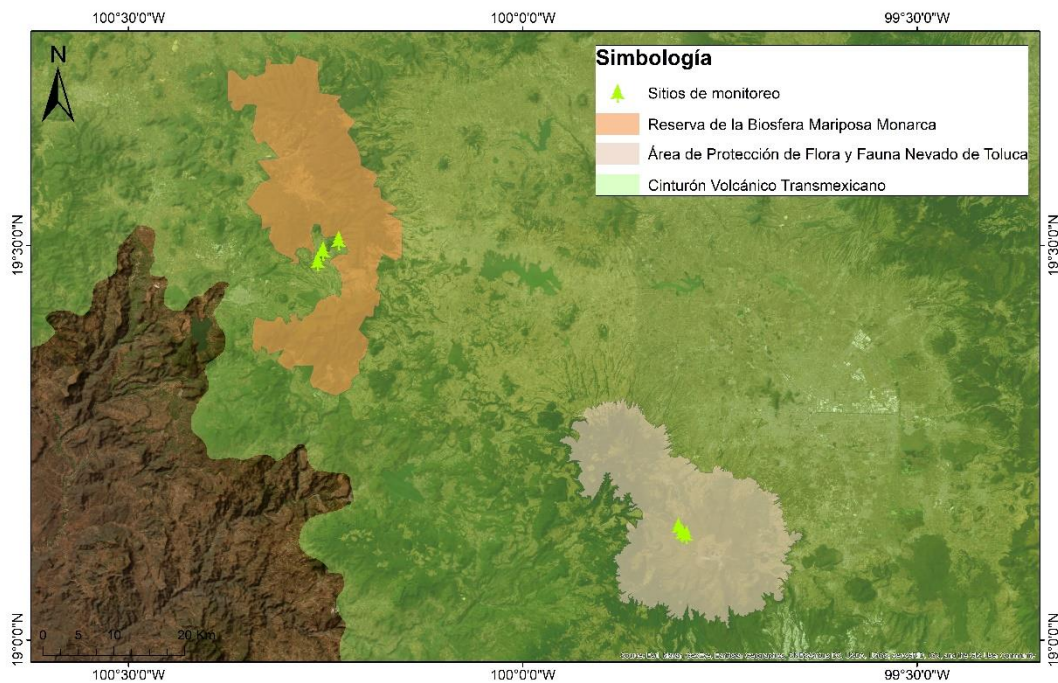 100°30'0"W 100°0'0"W 99°30'0"W
N
Simbología
Sitios de monitoreo
Reserva de la Biosfera Mariposa Monarca
Área de Protección de Flora y Fauna Nevado de Toluca
Cinturón Volcánico Transmexicano
19°30'0"N 19°30'0"N
19°0'0"N 19°0'0"N
0 5 10 20 Km
100°30'0"W 100°0'0"W 99°30'0"W